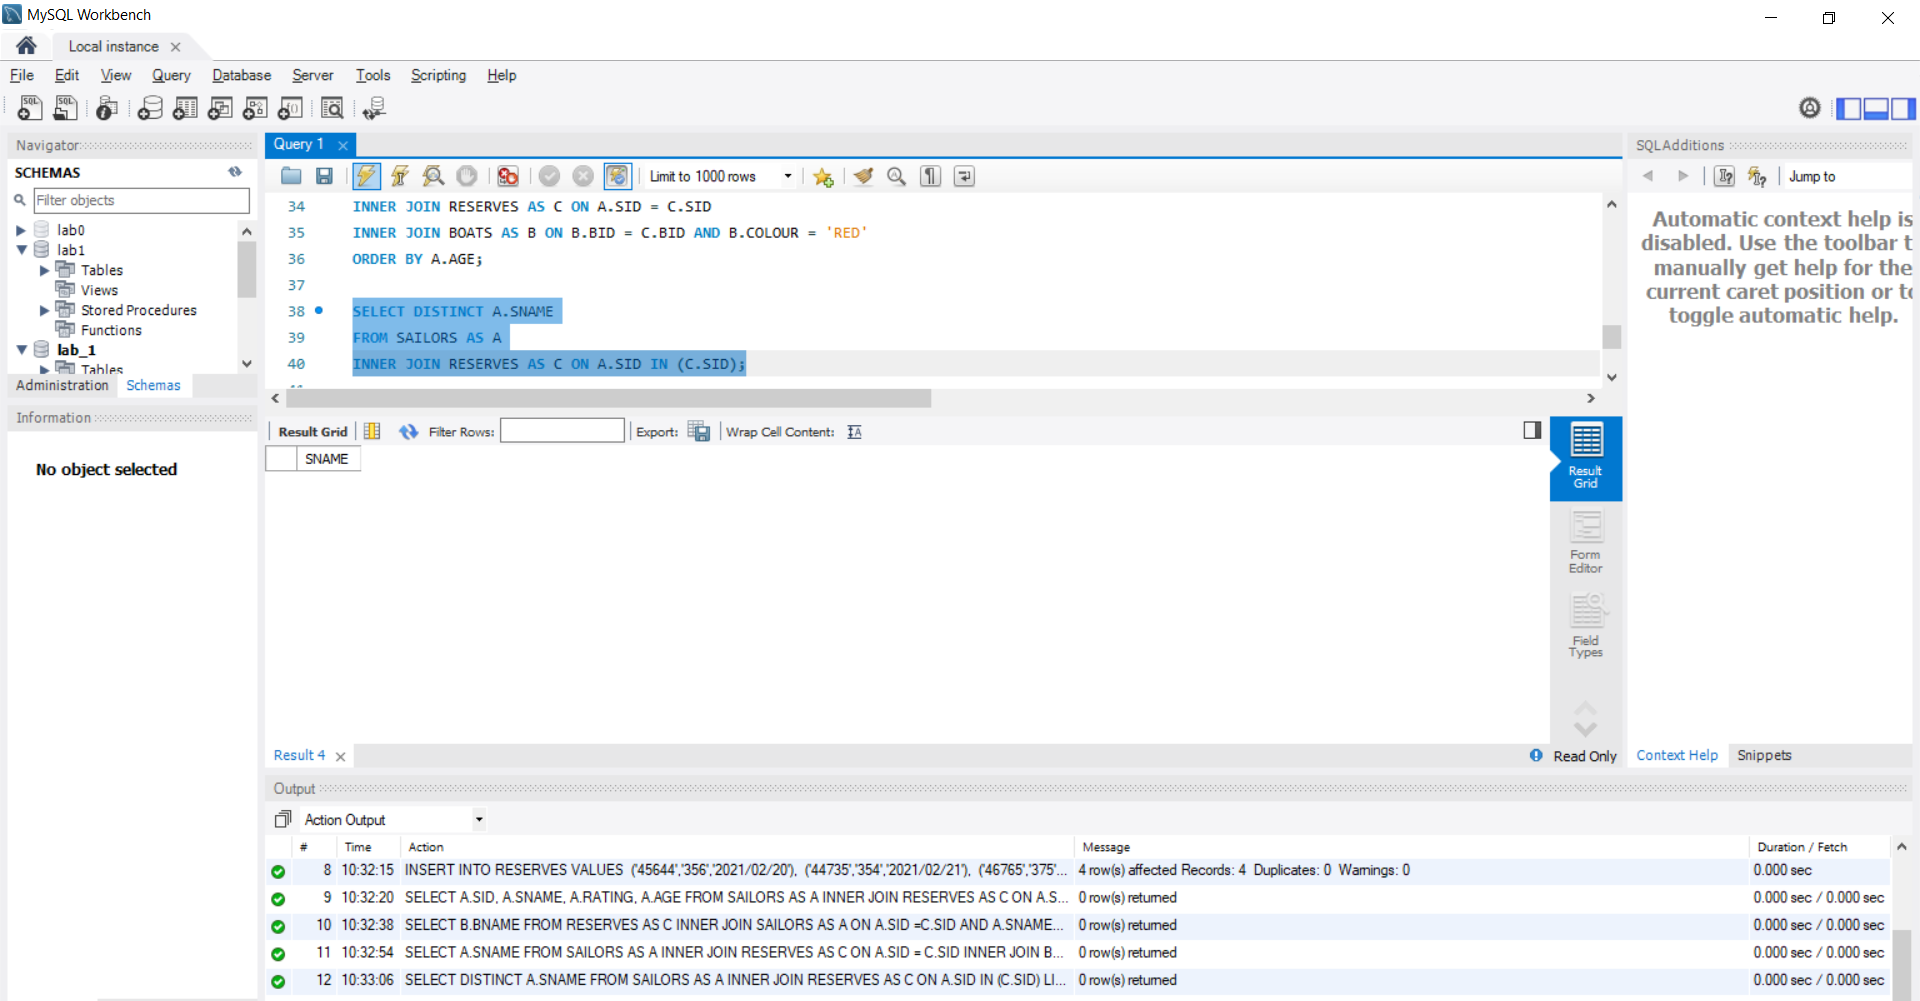 MySQL Workbench
Local instance
File Edit View Query Database Server Tools Scripting Help
Navigator
SCHEMAS
Filter objects
lab0
lab1
Tables
Views
Stored Procedures
Functions
lab_1
Tables
Administration Schemas
Information
No object selected
Query 1
Limit to 1000 rows
34 INNER JOIN RESERVES AS C ON A.SID = C.SID
35 INNER JOIN BOATS AS B ON B.BID = C.BID AND B.COLOUR = 'RED'
36 ORDER BY A.AGE;
37
38 SELECT DISTINCT A.SNAME
39 FROM SAILORS AS A
40 INNER JOIN RESERVES AS C ON A.SID IN (C.SID);
Result Grid Filter Rows: Export: Wrap Cell Content:
SNAME
Result Grid
Form Editor
Field Types
Result 4
Read Only
SQLAdditions
Jump to
Automatic context help is
disabled. Use the toolbar t
manually get help for the
current caret position or to
toggle automatic help.
Context Help Snippets
Output
Action Output
# Time Action Message Duration / Fetch
8 10:32:15 INSERT INTO RESERVES VALUES ('45644','356','2021/02/20'), ('44735','354','2021/02/21'), ('46765','375'... 4 row(s) affected Records: 4 Duplicates: 0 Warnings: 0 0.000 sec
9 10:32:20 SELECT A.SID, A.SNAME, A.RATING, A.AGE FROM SAILORS AS A INNER JOIN RESERVES AS C ON A.S... 0 row(s) returned 0.000 sec / 0.000 sec
10 10:32:38 SELECT B.BNAME FROM RESERVES AS C INNER JOIN SAILORS AS A ON A.SID =C.SID AND A.SNAME... 0 row(s) returned 0.000 sec / 0.000 sec
11 10:32:54 SELECT A.SNAME FROM SAILORS AS A INNER JOIN RESERVES AS C ON A.SID = C.SID INNER JOIN B... 0 row(s) returned 0.000 sec / 0.000 sec
12 10:33:06 SELECT DISTINCT A.SNAME FROM SAILORS AS A INNER JOIN RESERVES AS C ON A.SID IN (C.SID) LI... 0 row(s) returned 0.000 sec / 0.000 sec